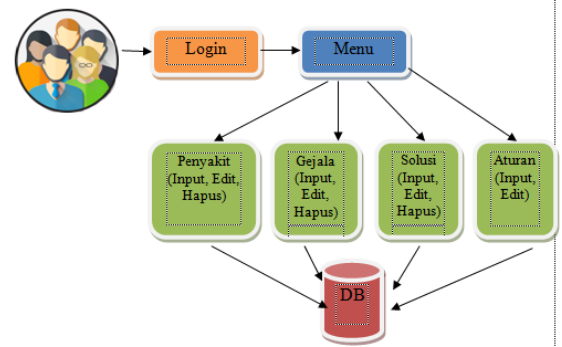 Login
Menu
Penyakit
(Input, Edit,
Hapus)
Gejala
(Input,
Edit,
Hapus)
Solusi
(Input,
Edit,
Hapus)
Aturan
(Input,
Edit)
DB